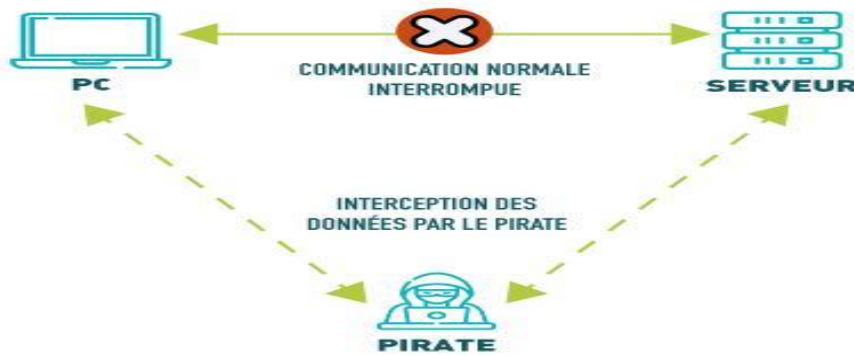 PC
COMMUNICATION NORMALE
INTERROMPUE
SERVEUR
INTERCEPTION DES
DONNÉES PAR LE PIRATE
PIRATE